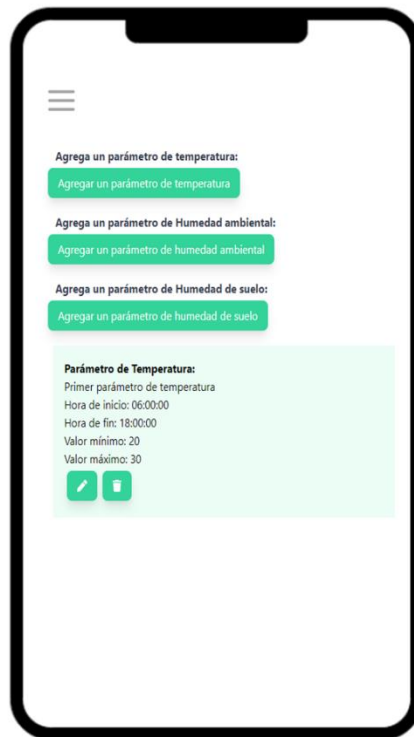 Agrega un parámetro de temperatura:
Agregar un parámetro de temperatura
Agrega un parámetro de Humedad ambiental:
Agregar un parámetro de humedad ambiental
Agrega un parámetro de Humedad de suelo:
Agregar un parámetro de humedad de suelo
Parámetro de Temperatura:
Primer parámetro de temperatura
Hora de inicio: 06:00:00
Hora de fin: 18:00:00
Valor mínimo: 20
Valor máximo: 30